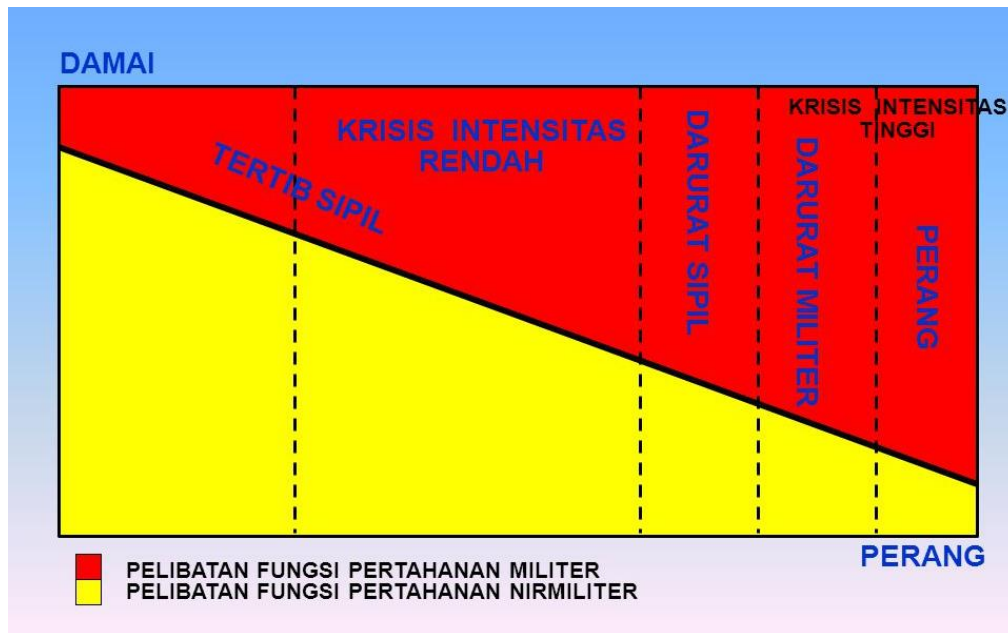 DAMAI
KRISIS INTENSITAS
TINGGI
KRISIS INTENSITAS
RENDAH
TERTIB SIPIL
DARURAT SIPIL
DARURAT MILITER
PERANG
PERANG
PELIBATAN FUNGSI PERTAHANAN MILITER
PELIBATAN FUNGSI PERTAHANAN NIRMILITER